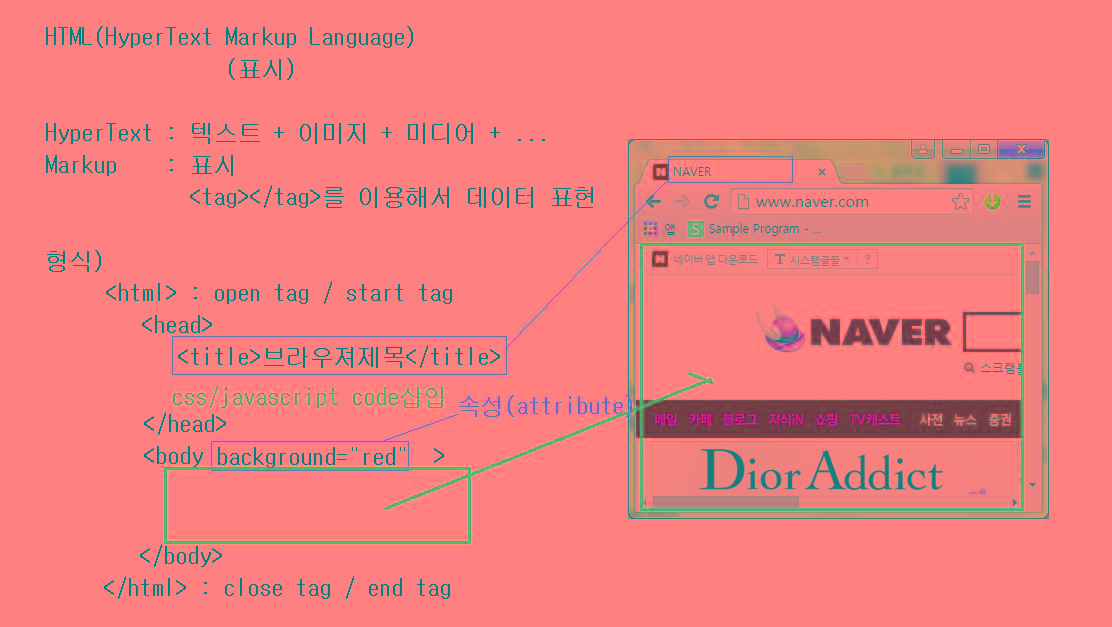 HTML(HyperText Markup Language)
(표시)
HyperText : 텍스트 + 이미지 + 미디어 + ...
Markup : 표시
<tag></tag>를 이용해서 데이터 표현
형식)
<html> : open tag / start tag
<head>
<title>브라우져제목</title>
css/javascript code삽입
속성(attribute)
</head>
<body background="red" >
</body>
</html> : close tag / end tag
NAVER
www.naver.com
앱 S Sample Program - ...
N 네이버 앱 다운로드 T 시스템글꼴 ?
NAVER
스크랩
메일 카페 블로그 지식iN 쇼핑 TV캐스트 사전 뉴스 증권
Dior Addict